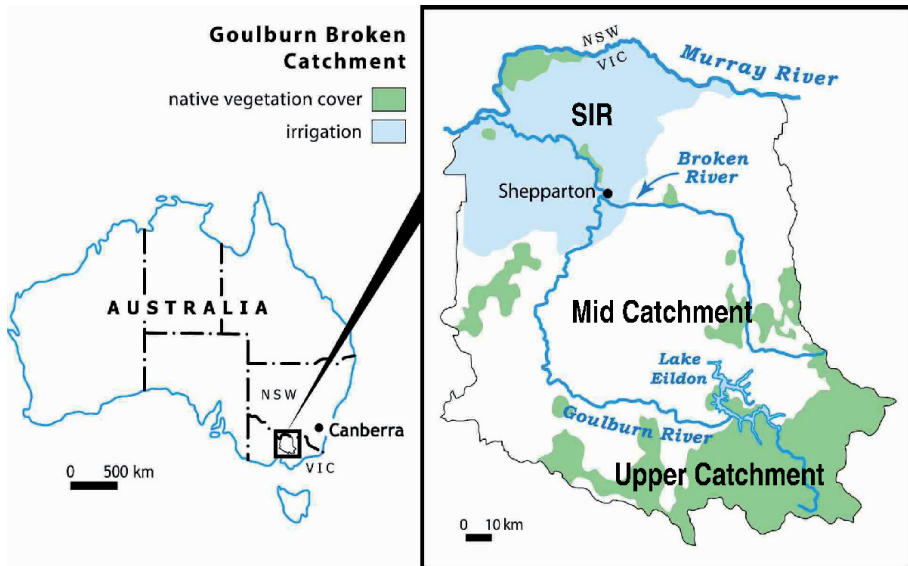 Goulburn Broken
Catchment
native vegetation cover
irrigation
AUSTRALIA
NSW
Canberra
VIC
0 500 km
NSW
VIC
Murray River
SIR
Broken
River
Shepparton
Mid Catchment
Lake
Eildon
Goulburn River
Upper Catchment
0 10 km